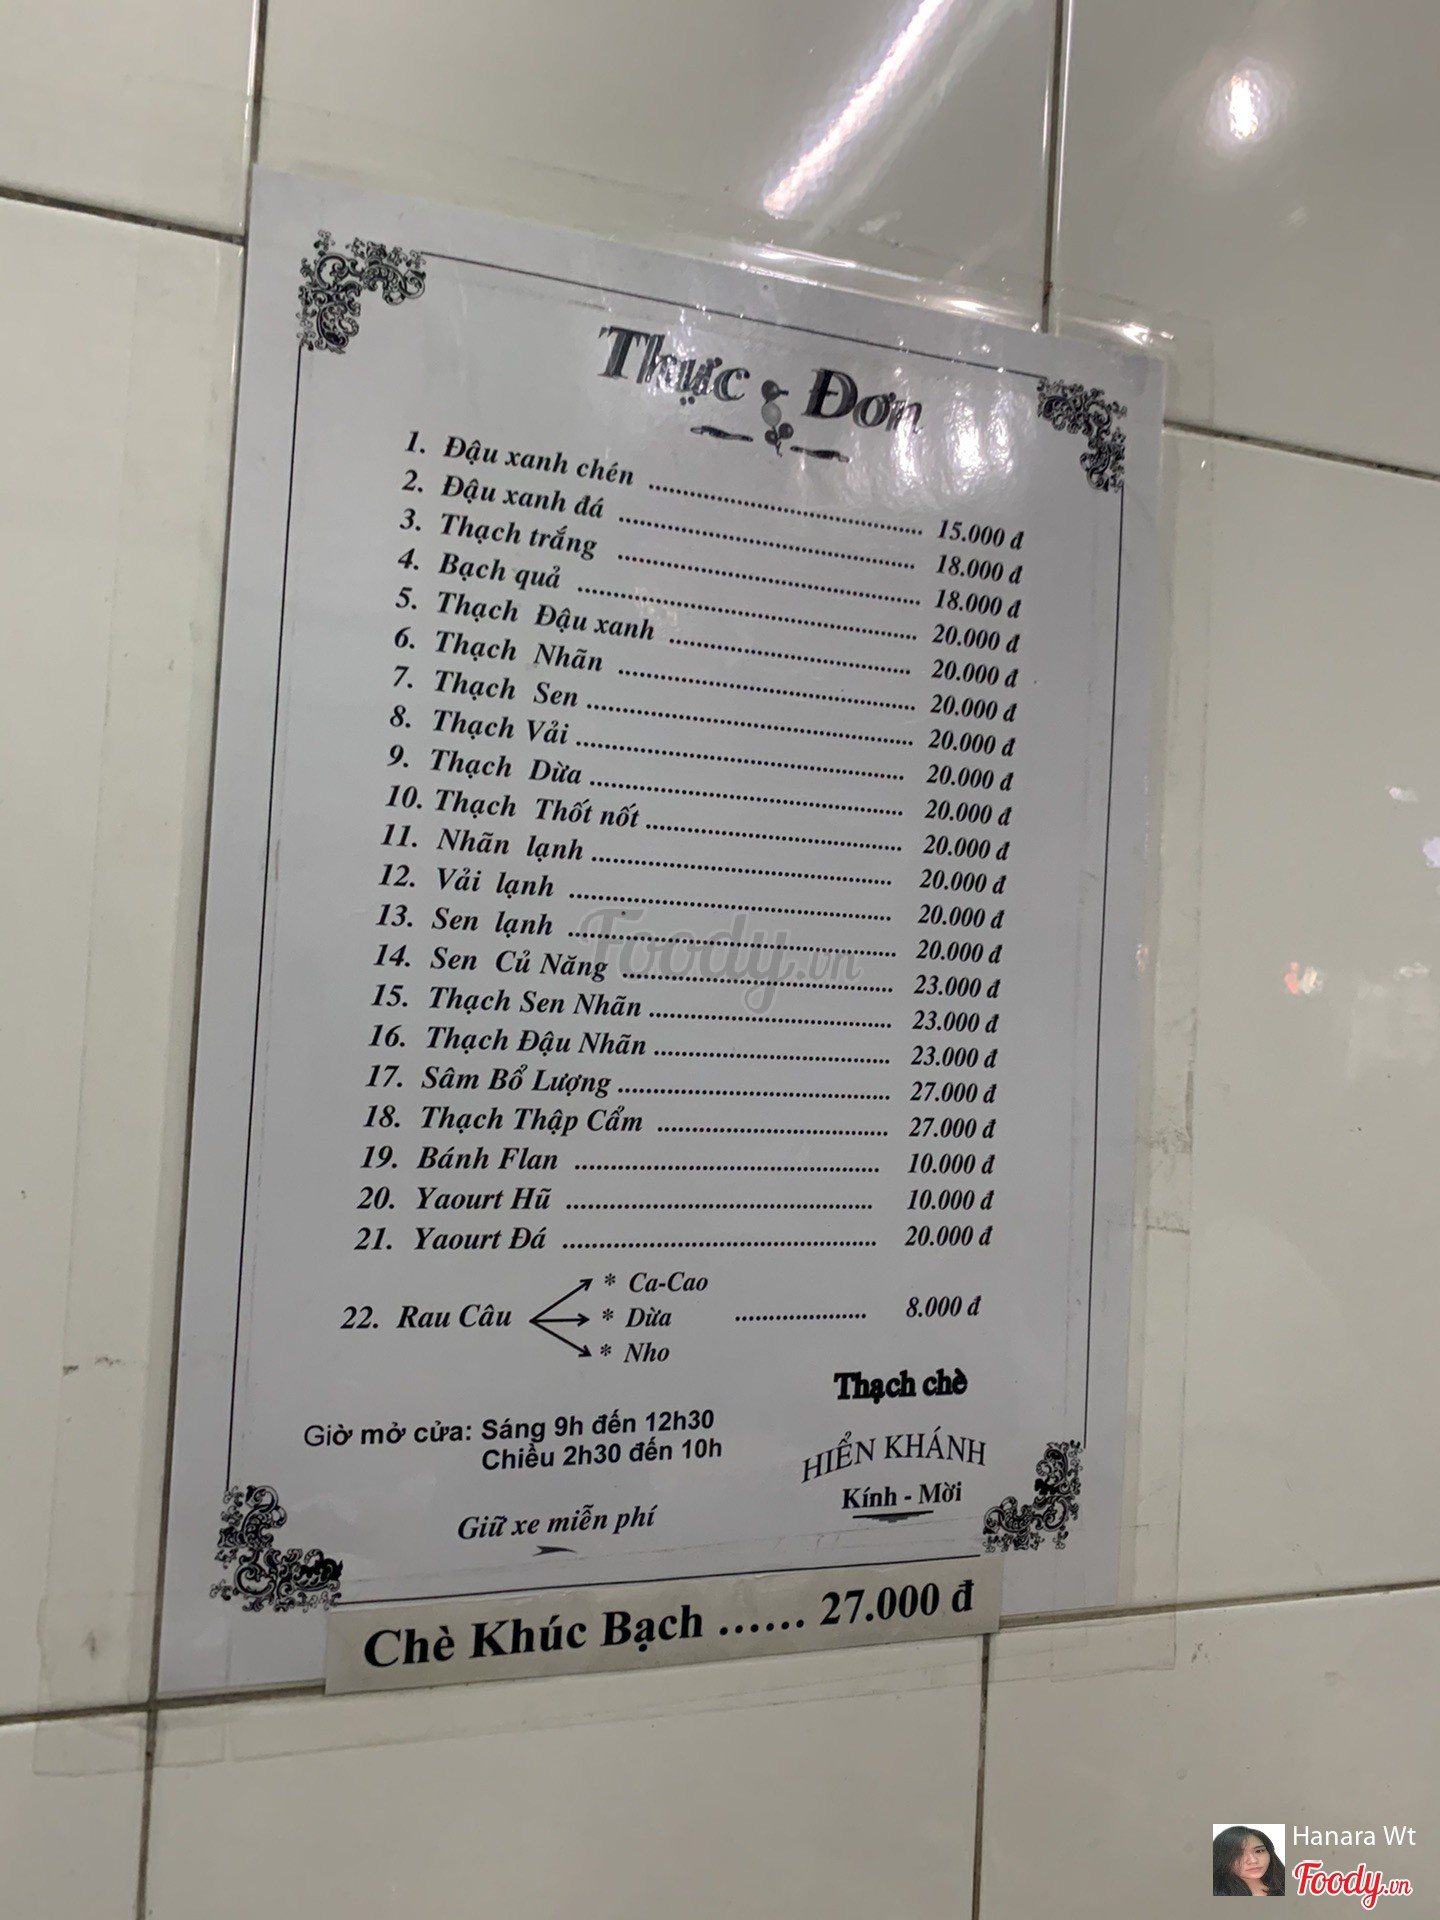 Thực Đơn
1. Đậu xanh chén ........ 15.000 đ
2. Đậu xanh đá ........ 18.000 đ
3. Thạch trắng ........ 18.000 đ
4. Bạch quả ........ 20.000 đ
5. Thạch Đậu xanh ........ 20.000 đ
6. Thạch Nhãn ........ 20.000 đ
7. Thạch Sen ........ 20.000 đ
8. Thạch Vải ........ 20.000 đ
9. Thạch Dừa ........ 20.000 đ
10. Thạch Thốt nốt ........ 20.000 đ
11. Nhãn lạnh ........ 20.000 đ
12. Vải lạnh ........ 20.000 đ
13. Sen lạnh ........ 20.000 đ
14. Sen Củ Năng ........ 23.000 đ
15. Thạch Sen Nhãn ........ 23.000 đ
16. Thạch Đậu Nhãn ........ 23.000 đ
17. Sâm Bổ Lượng ........ 27.000 đ
18. Thạch Thập Cẩm ........ 27.000 đ
19. Bánh Flan ........ 10.000 đ
20. Yaourt Hũ ........ 10.000 đ
21. Yaourt Đá ........ 20.000 đ
* Ca-Cao
22. Rau Câu * Dừa ........ 8.000 đ
* Nho
Thạch chè
HIỂN KHÁNH
Kính - Mời
Giờ mở cửa: Sáng 9h đến 12h30
Chiều 2h30 đến 10h
Giữ xe miễn phí
Chè Khúc Bạch ...... 27.000 đ
Foody.vn
Hanara Wt
Foody.vn